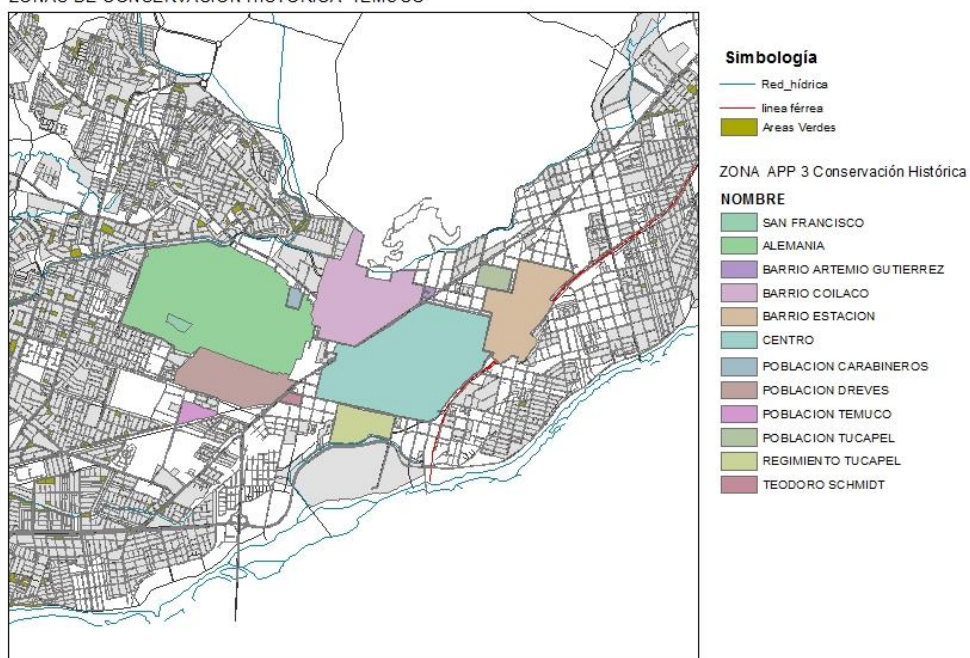 ZONAS DE CONSERVACIÓN HISTÓRICA TEMUCO
Simbología
Red_hídrica
linea férrea
Areas Verdes
ZONA APP 3 Conservación Histórica
NOMBRE
SAN FRANCISCO
ALEMANIA
BARRIO ARTEMIO GUTIERREZ
BARRIO COILACO
BARRIO ESTACION
CENTRO
POBLACION CARABINEROS
POBLACION DREVES
POBLACION TEMUCO
POBLACION TUCAPEL
REGIMIENTO TUCAPEL
TEODORO SCHMIDT